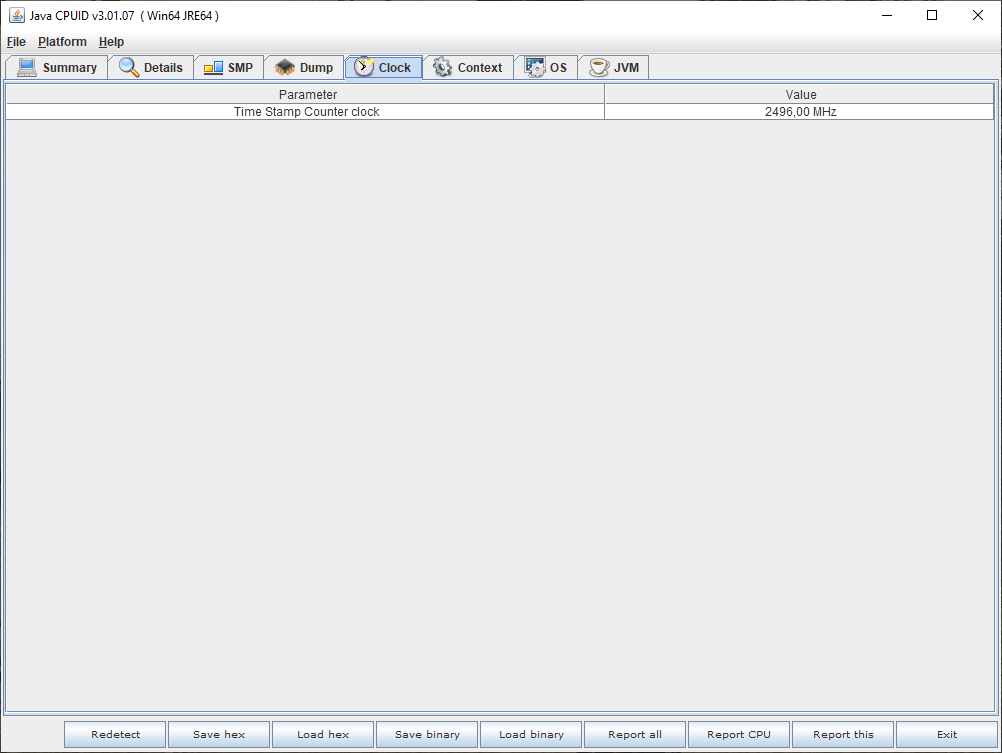 Java CPUID v3.01.07 ( Win64 JRE64 )
File Platform Help
Summary Details SMP Dump Clock Context OS JVM
Parameter Value
Time Stamp Counter clock 2496,00 MHz
Redetect Save hex Load hex Save binary Load binary Report all Report CPU Report this Exit